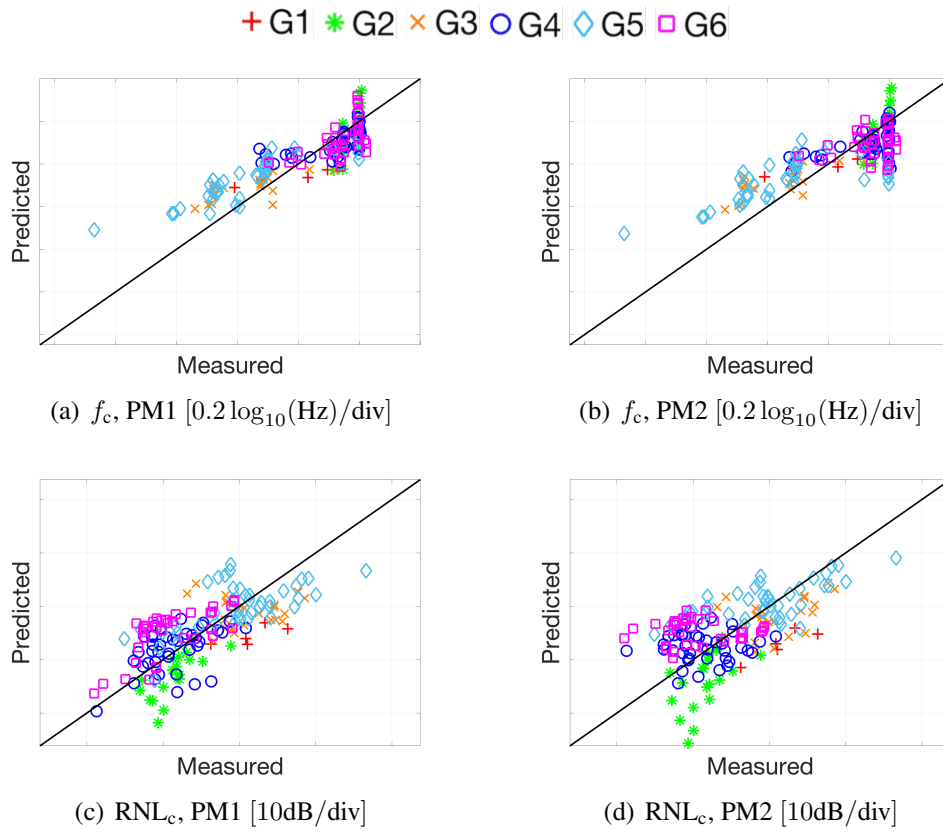 G1 G2 G3 G4 G5 G6
Predicted
Measured
(a) f_c, PM1 [0.2 log_10(Hz)/div]
Predicted
Measured
(b) f_c, PM2 [0.2 log_10(Hz)/div]
Predicted
Measured
(c) RNL_c, PM1 [10dB/div]
Predicted
Measured
(d) RNL_c, PM2 [10dB/div]